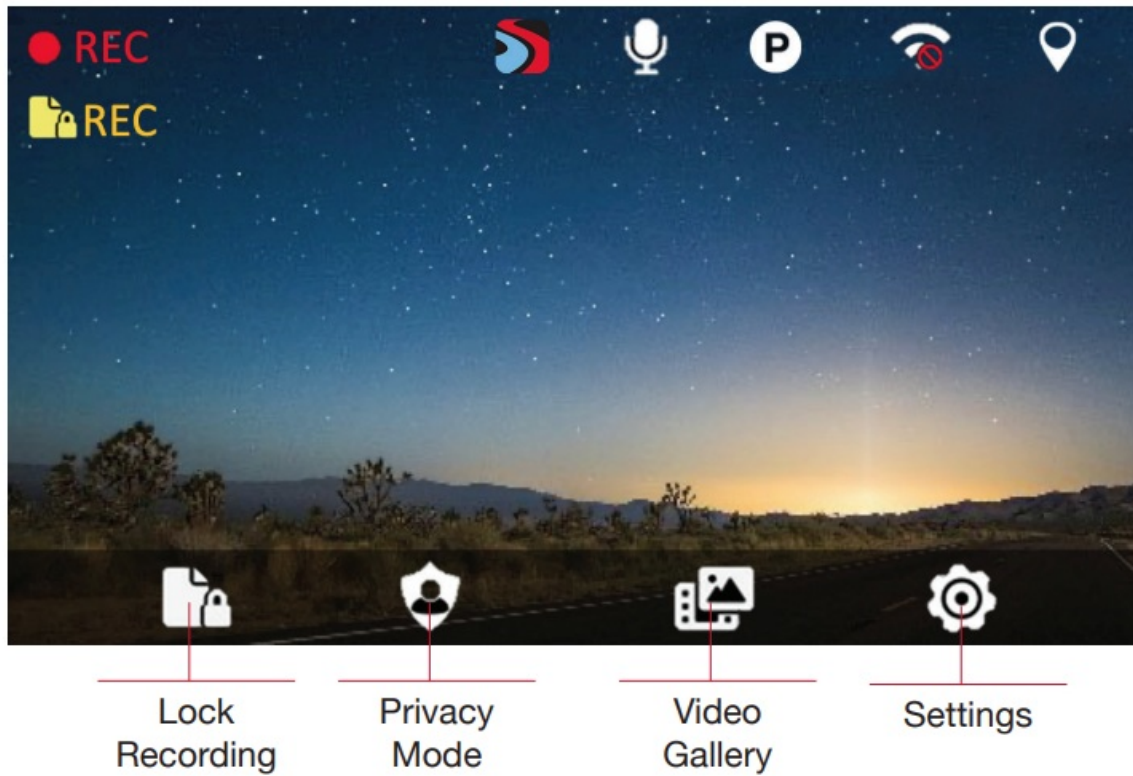 REC
P
REC
Lock
Recording
Privacy
Mode
Video
Gallery
Settings